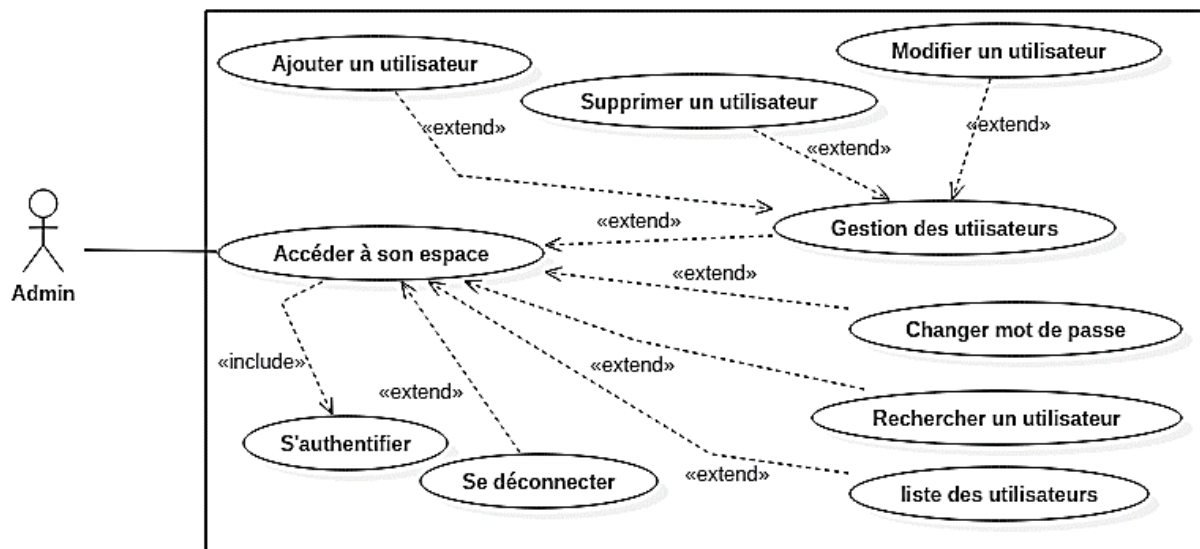 Ajouter un utilisateur
Modifier un utilisateur
Supprimer un utilisateur
«extend»
«extend»
«extend»
Gestion des utiisateurs
«extend»
Accéder à son espace
«extend»
Admin
Changer mot de passe
«include»
«extend»
«extend»
Rechercher un utilisateur
S'authentifier
Se déconnecter
«extend»
liste des utilisateurs